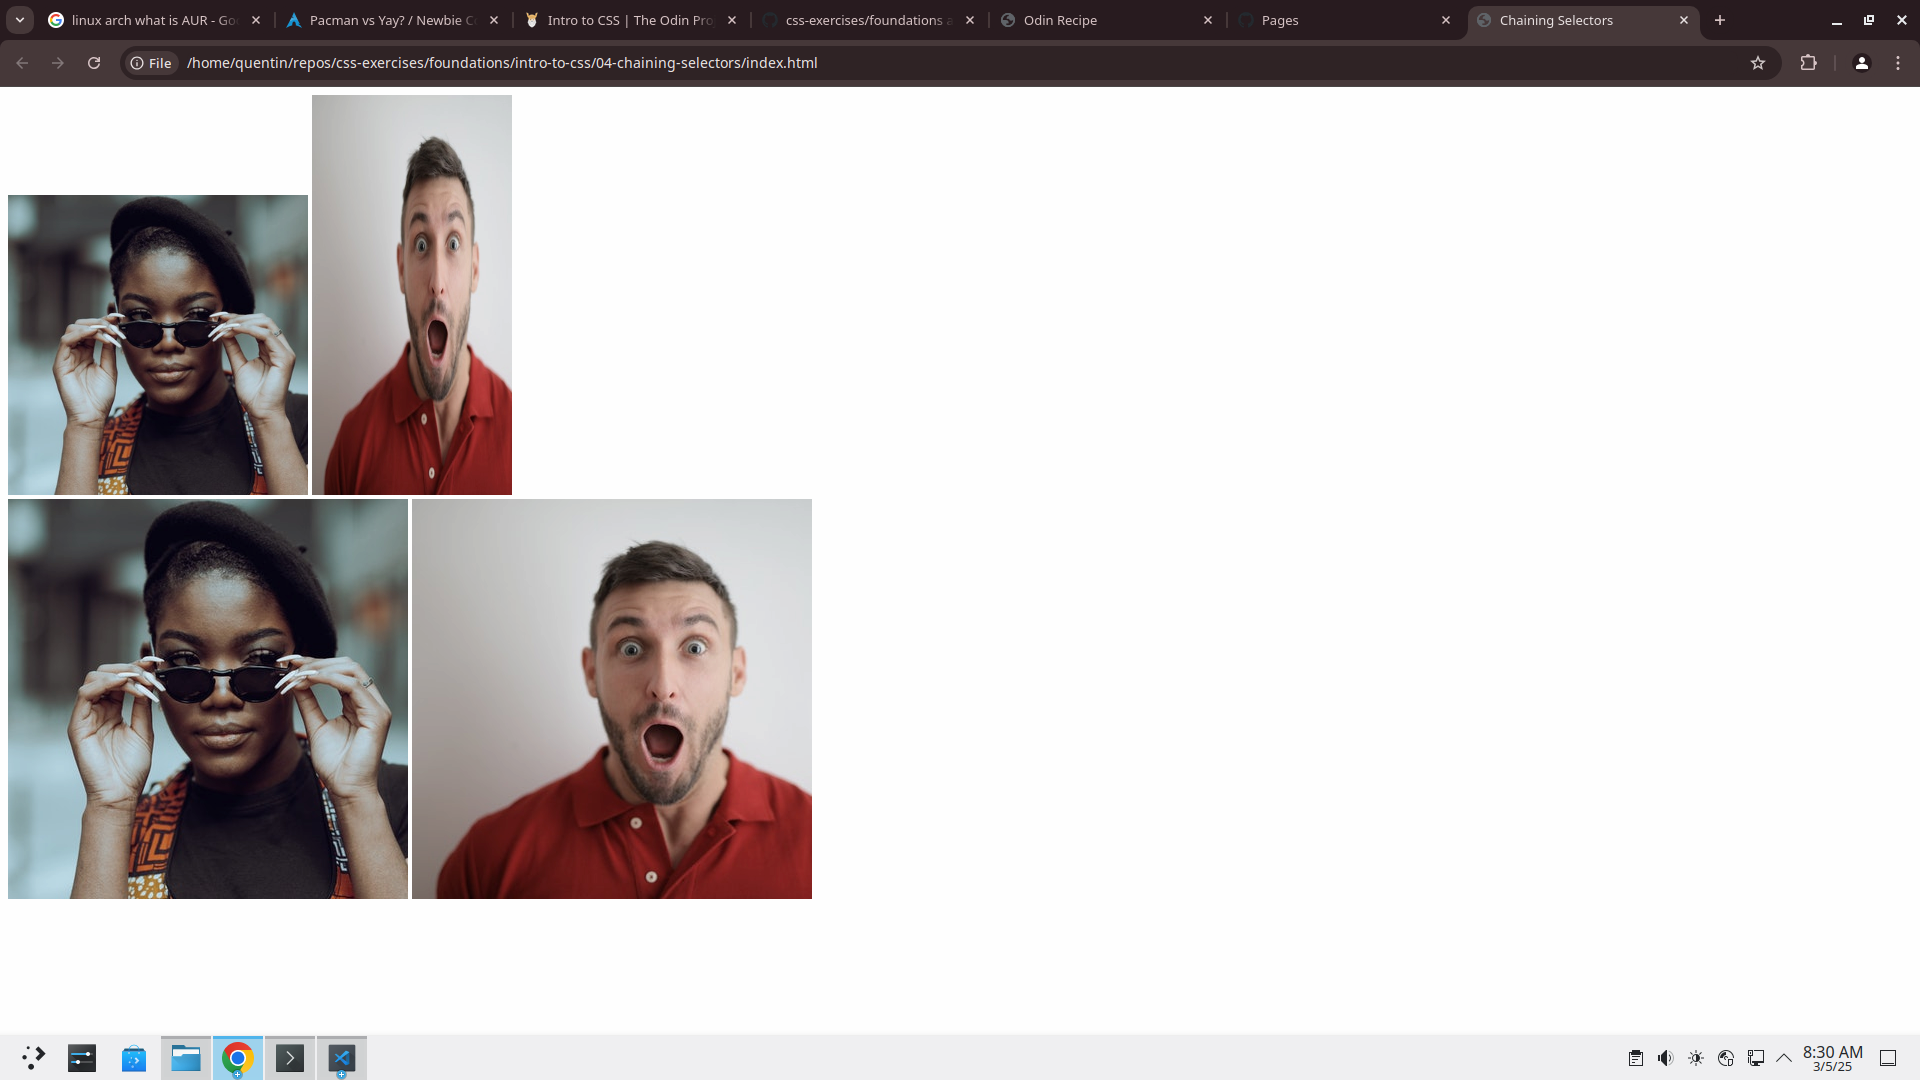 linux arch what is AUR - Go
Pacman vs Yay? / Newbie C
Intro to CSS | The Odin Pro
css-exercises/foundations a
Odin Recipe
Pages
Chaining Selectors
File
/home/quentin/repos/css-exercises/foundations/intro-to-css/04-chaining-selectors/index.html
8:30 AM
3/5/25